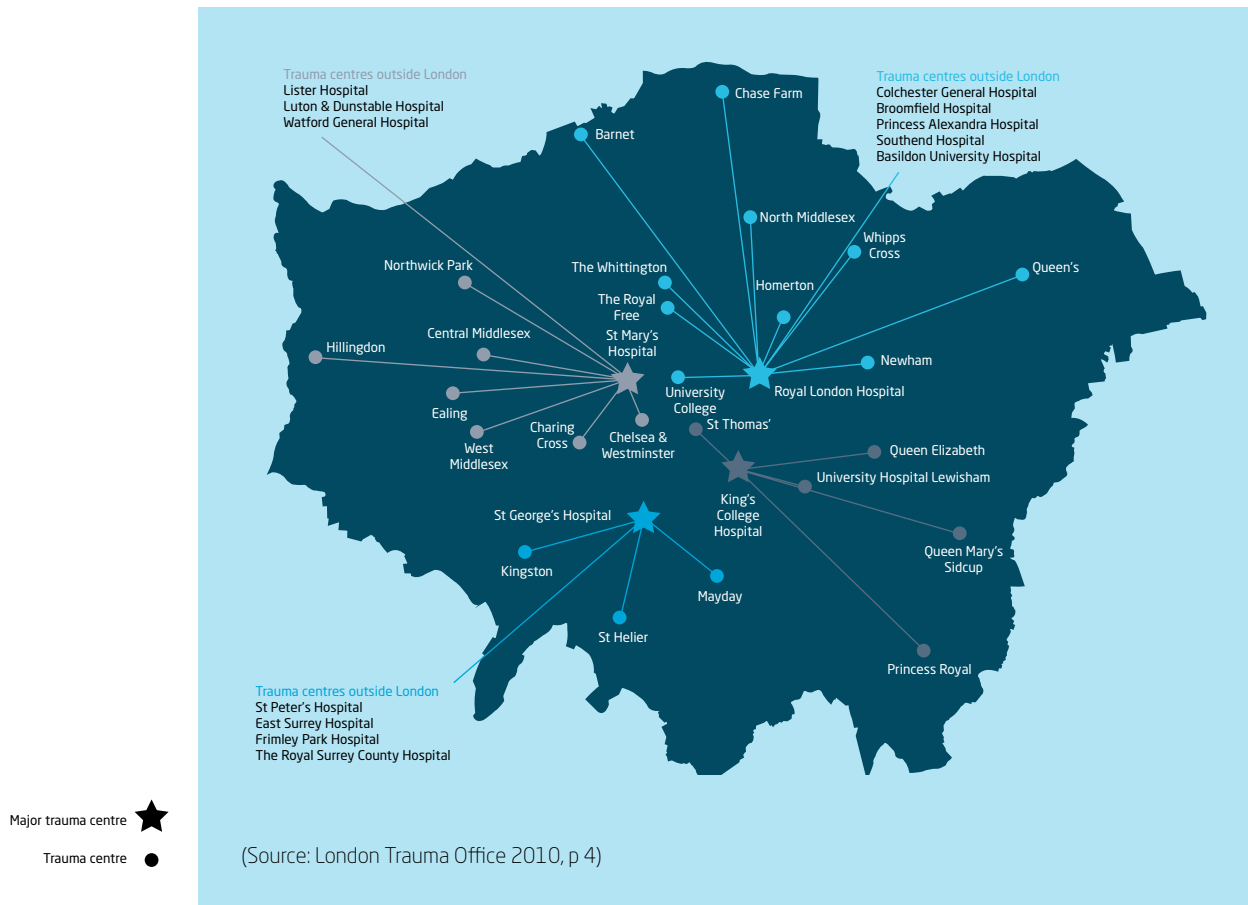 Trauma centres outside London
Lister Hospital
Luton & Dunstable Hospital
Watford General Hospital
Trauma centres outside London
Colchester General Hospital
Broomfield Hospital
Princess Alexandra Hospital
Southend Hospital
Basildon University Hospital
Chase Farm
Barnet
North Middlesex
Whipps
Cross
Northwick Park
The Whittington
Queen's
Homerton
The Royal
Free
Central Middlesex
St Mary's
Hospital
Hillingdon
Newham
University
College
Royal London Hospital
Ealing
Charing
Cross
Chelsea &
Westminster
St Thomas'
West
Middlesex
Queen Elizabeth
University Hospital Lewisham
King's
College
Hospital
St George's Hospital
Queen Mary's
Sidcup
Kingston
Mayday
St Helier
Princess Royal
Trauma centres outside London
St Peter's Hospital
East Surrey Hospital
Frimley Park Hospital
The Royal Surrey County Hospital
Major trauma centre
Trauma centre
(Source: London Trauma Office 2010, p 4)